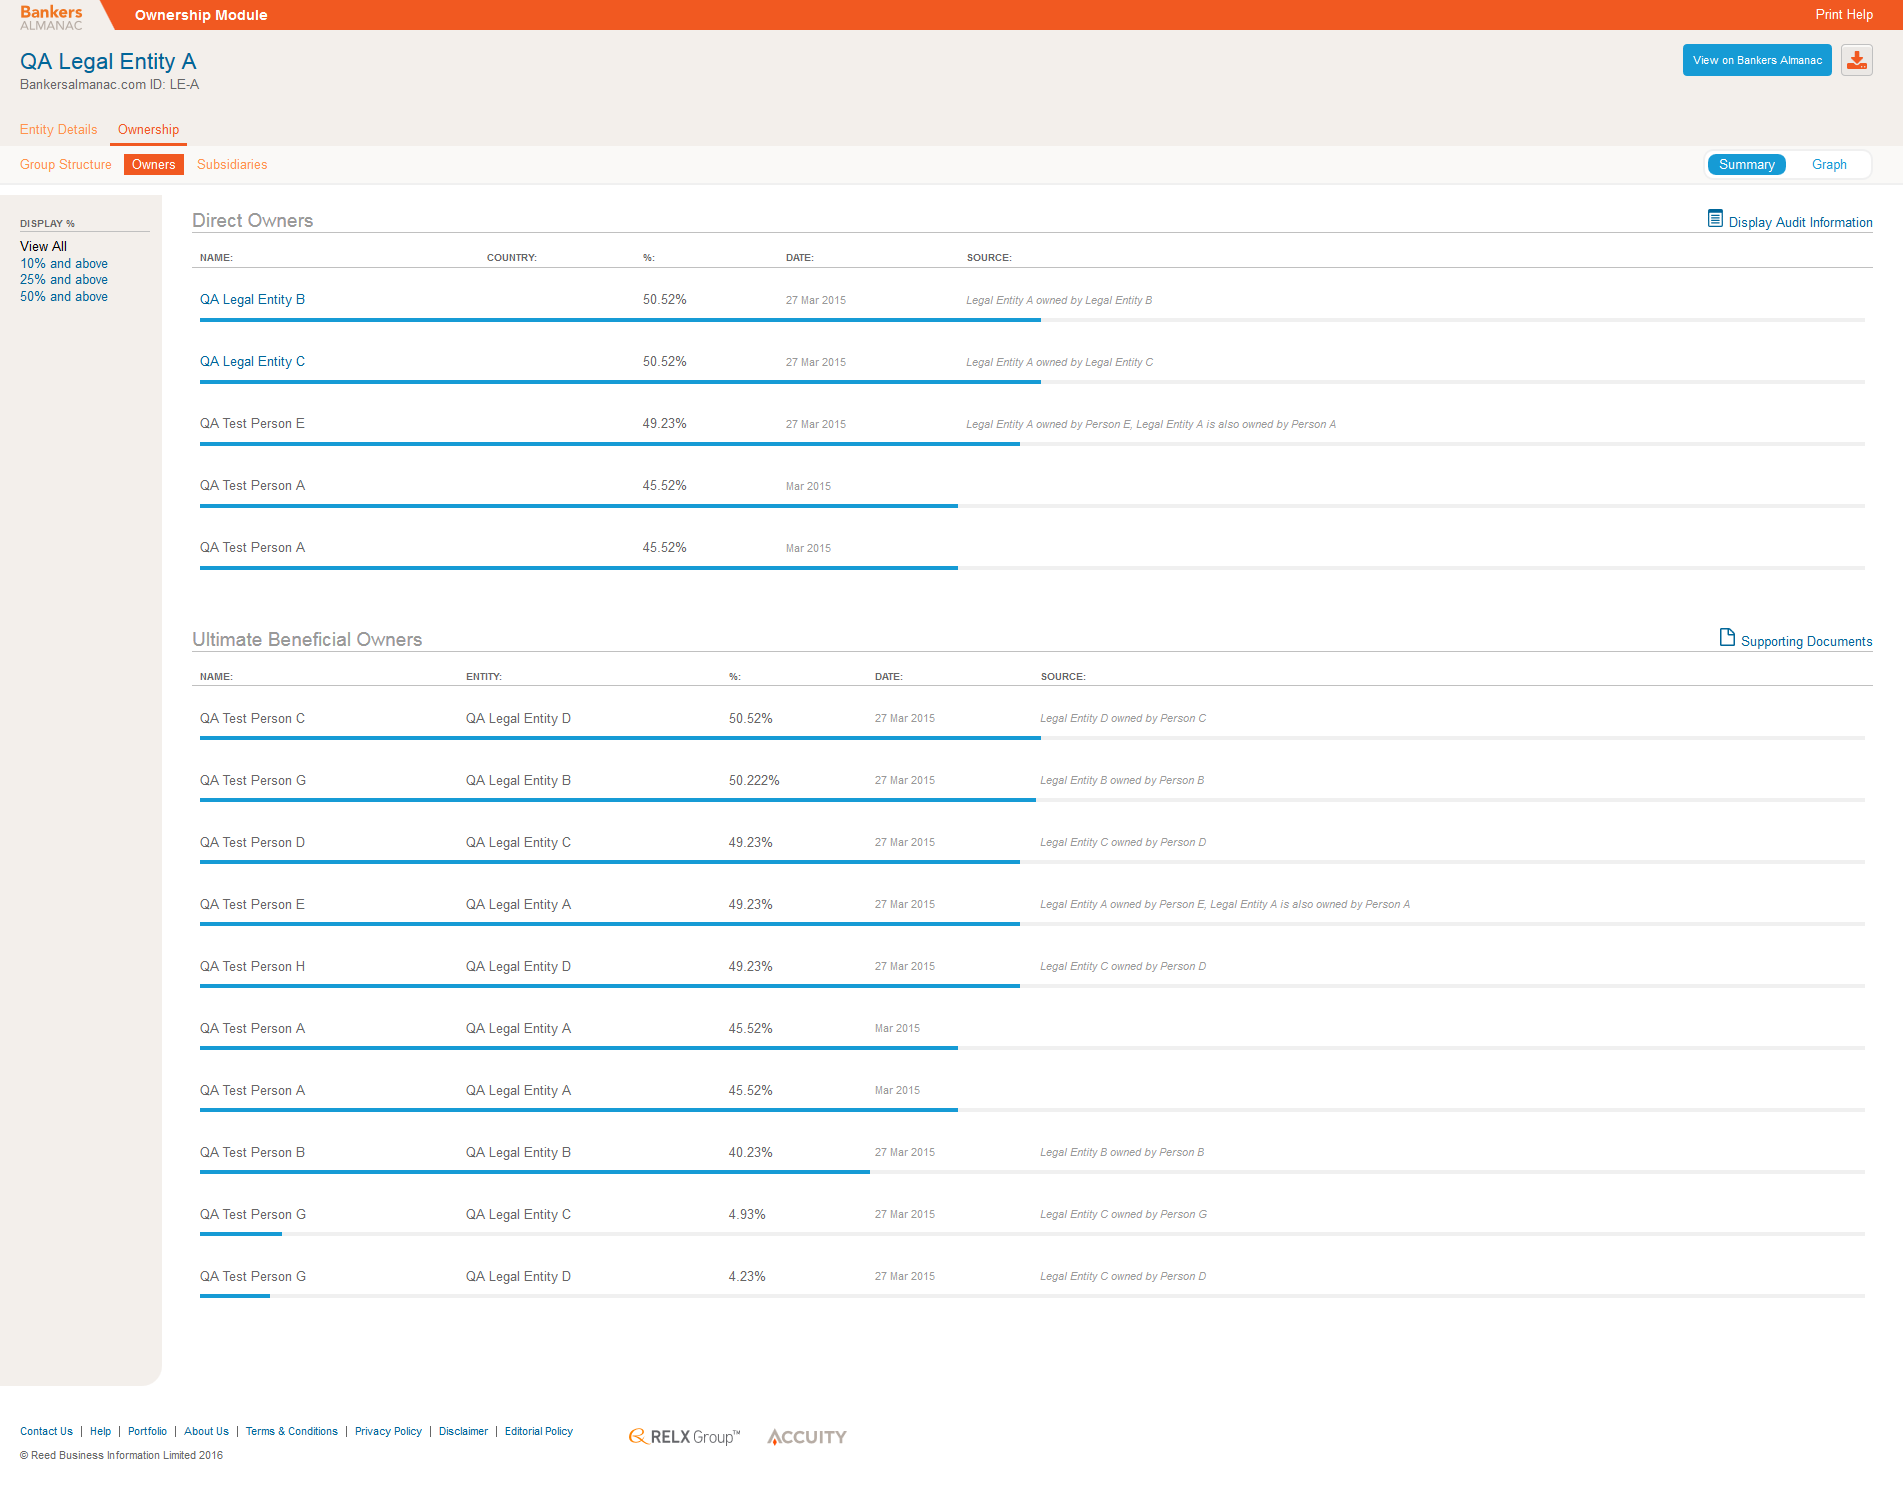 Bankers
ALMANAC
Ownership Module
Print Help
QA Legal Entity A
Bankersalmanac.com ID: LE-A
View on Bankers Almanac
Entity Details Ownership
Group Structure Owners Subsidiaries
Summary Graph
DISPLAY %
View All
10% and above
25% and above
50% and above
Direct Owners
Display Audit Information
NAME: COUNTRY: %: DATE: SOURCE:
QA Legal Entity B 50.52% 27 Mar 2015 Legal Entity A owned by Legal Entity B
QA Legal Entity C 50.52% 27 Mar 2015 Legal Entity A owned by Legal Entity C
QA Test Person E 49.23% 27 Mar 2015 Legal Entity A owned by Person E, Legal Entity A is also owned by Person A
QA Test Person A 45.52% Mar 2015
QA Test Person A 45.52% Mar 2015
Ultimate Beneficial Owners
Supporting Documents
NAME: ENTITY: %: DATE: SOURCE:
QA Test Person C QA Legal Entity D 50.52% 27 Mar 2015 Legal Entity D owned by Person C
QA Test Person G QA Legal Entity B 50.222% 27 Mar 2015 Legal Entity B owned by Person B
QA Test Person D QA Legal Entity C 49.23% 27 Mar 2015 Legal Entity C owned by Person D
QA Test Person E QA Legal Entity A 49.23% 27 Mar 2015 Legal Entity A owned by Person E, Legal Entity A is also owned by Person A
QA Test Person H QA Legal Entity D 49.23% 27 Mar 2015 Legal Entity C owned by Person D
QA Test Person A QA Legal Entity A 45.52% Mar 2015
QA Test Person A QA Legal Entity A 45.52% Mar 2015
QA Test Person B QA Legal Entity B 40.23% 27 Mar 2015 Legal Entity B owned by Person B
QA Test Person G QA Legal Entity C 4.93% 27 Mar 2015 Legal Entity C owned by Person G
QA Test Person G QA Legal Entity D 4.23% 27 Mar 2015 Legal Entity C owned by Person D
Contact Us | Help | Portfolio | About Us | Terms & Conditions | Privacy Policy | Disclaimer | Editorial Policy
RELX Group™ ACCUITY
© Reed Business Information Limited 2016